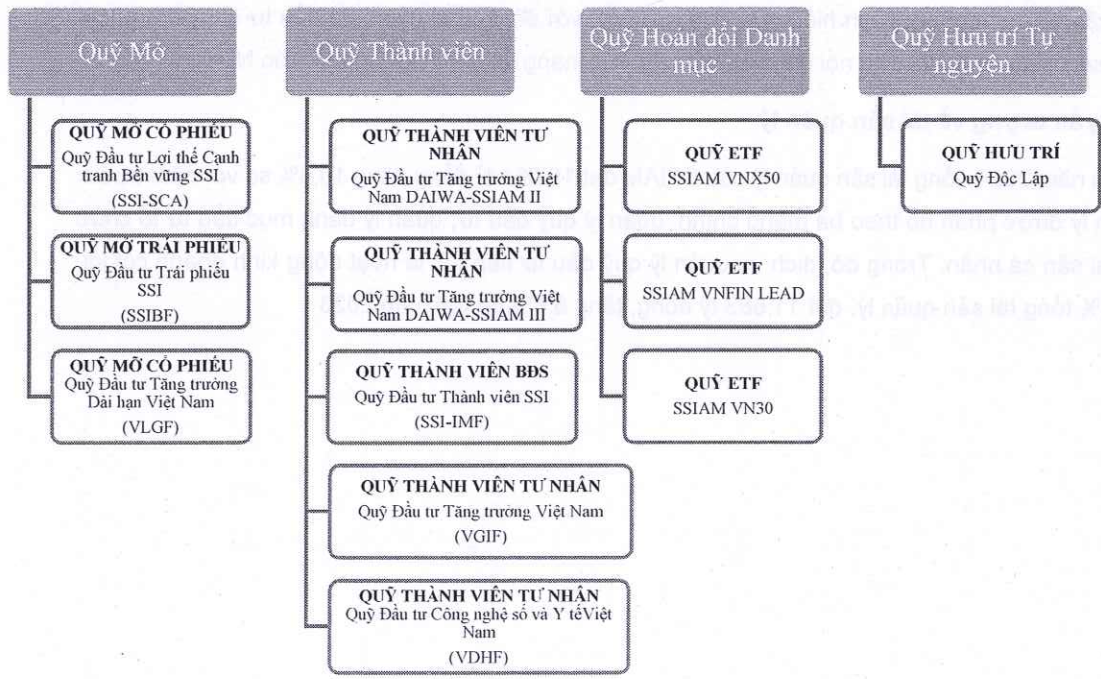 Quỹ Mở
QUỸ MỞ CỔ PHIẾU
Quỹ Đầu tư Lợi thế Cạnh
tranh Bền vững SSI
(SSI-SCA)
QUỸ MỞ TRÁI PHIẾU
Quỹ Đầu tư Trái phiếu
SSI
(SSIBF)
QUỸ MỞ CỔ PHIẾU
Quỹ Đầu tư Tăng trưởng
Dài hạn Việt Nam
(VLGF)
Quỹ Thành viên
QUỸ THÀNH VIÊN TƯ
NHÂN
Quỹ Đầu tư Tăng trưởng Việt
Nam DAIWA-SSIAM II
QUỸ THÀNH VIÊN TƯ
NHÂN
Quỹ Đầu tư Tăng trưởng Việt
Nam DAIWA-SSIAM III
QUỸ THÀNH VIÊN BĐS
Quỹ Đầu tư Thành viên SSI
(SSI-IMF)
QUỸ THÀNH VIÊN TƯ NHÂN
Quỹ Đầu tư Tăng trưởng Việt Nam
(VGIF)
QUỸ THÀNH VIÊN TƯ NHÂN
Quỹ Đầu tư Công nghệ số và Y tếViệt
Nam
(VDHF)
Quỹ Hoán đổi Danh
mục
QUỸ ETF
SSIAM VNX50
QUỸ ETF
SSIAM VNFIN LEAD
QUỸ ETF
SSIAM VN30
Quỹ Hưu trí Tự
nguyện
QUỸ HƯU TRÍ
Quỹ Độc Lập